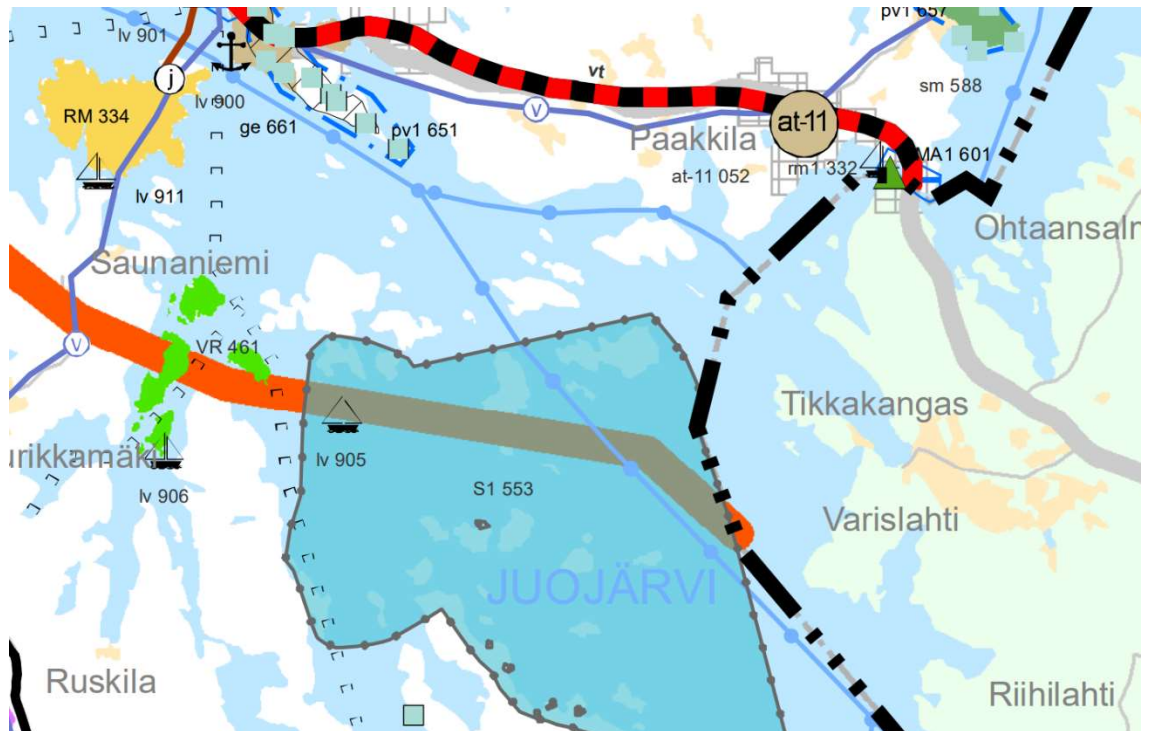 lv 901
pv1 657
j
vt
RM 334
lv 900
sm 588
V
ge 661
pv1 651
at-11
Paakkila
MA1 601
rm1 332
at-11 052
lv 911
Ohtaansalm
Saunaniemi
V
VR 461
Tikkakangas
urikkamäki
lv 905
lv 906
S1 553
Varislahti
JUOJÄRVI
Ruskila
Riihilahti